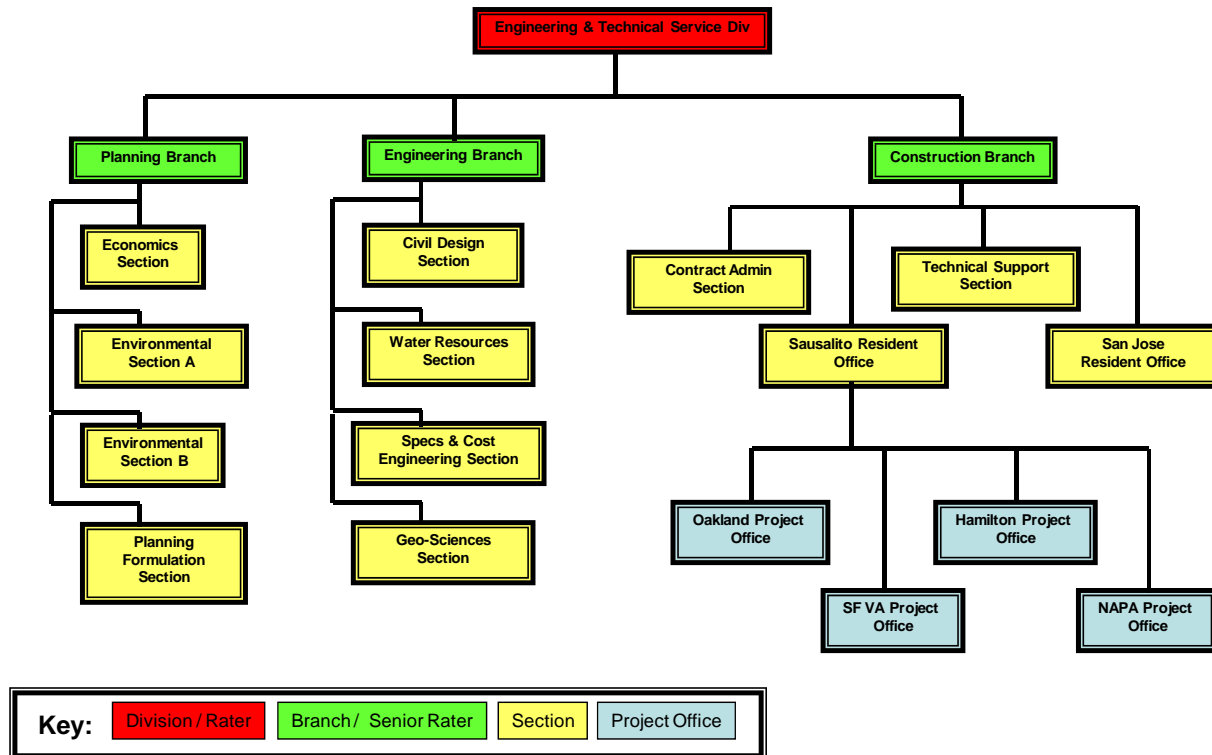 Engineering & Technical Service Div
Planning Branch
Engineering Branch
Construction Branch
Economics
Section
Environmental
Section A
Environmental
Section B
Planning
Formulation
Section
Civil Design
Section
Water Resources
Section
Specs & Cost
Engineering Section
Geo-Sciences
Section
Contract Admin
Section
Technical Support
Section
Sausalito Resident
Office
San Jose
Resident Office
Oakland Project
Office
Hamilton Project
Office
SF VA Project
Office
NAPA Project
Office
Key:
Division / Rater
Branch / Senior Rater
Section
Project Office